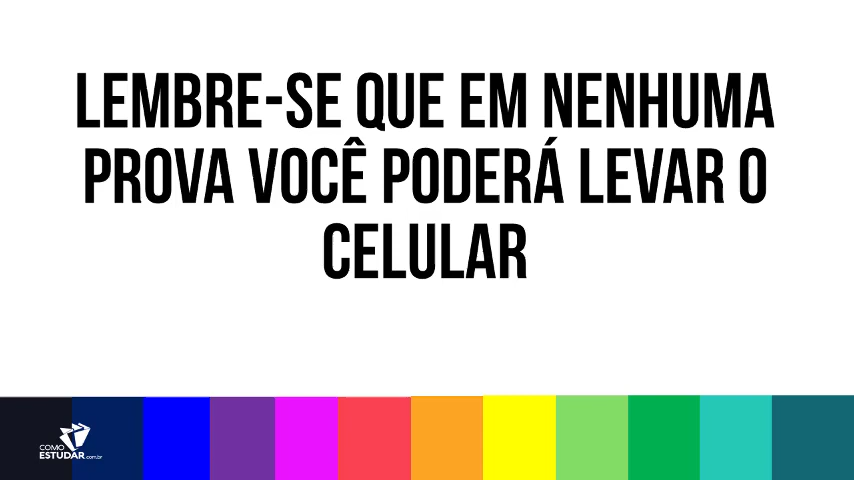 LEMBRE-SE QUE EM NENHUMA
PROVA VOCÊ PODERÁ LEVAR O
CELULAR
COMO
ESTUDAR.com.br